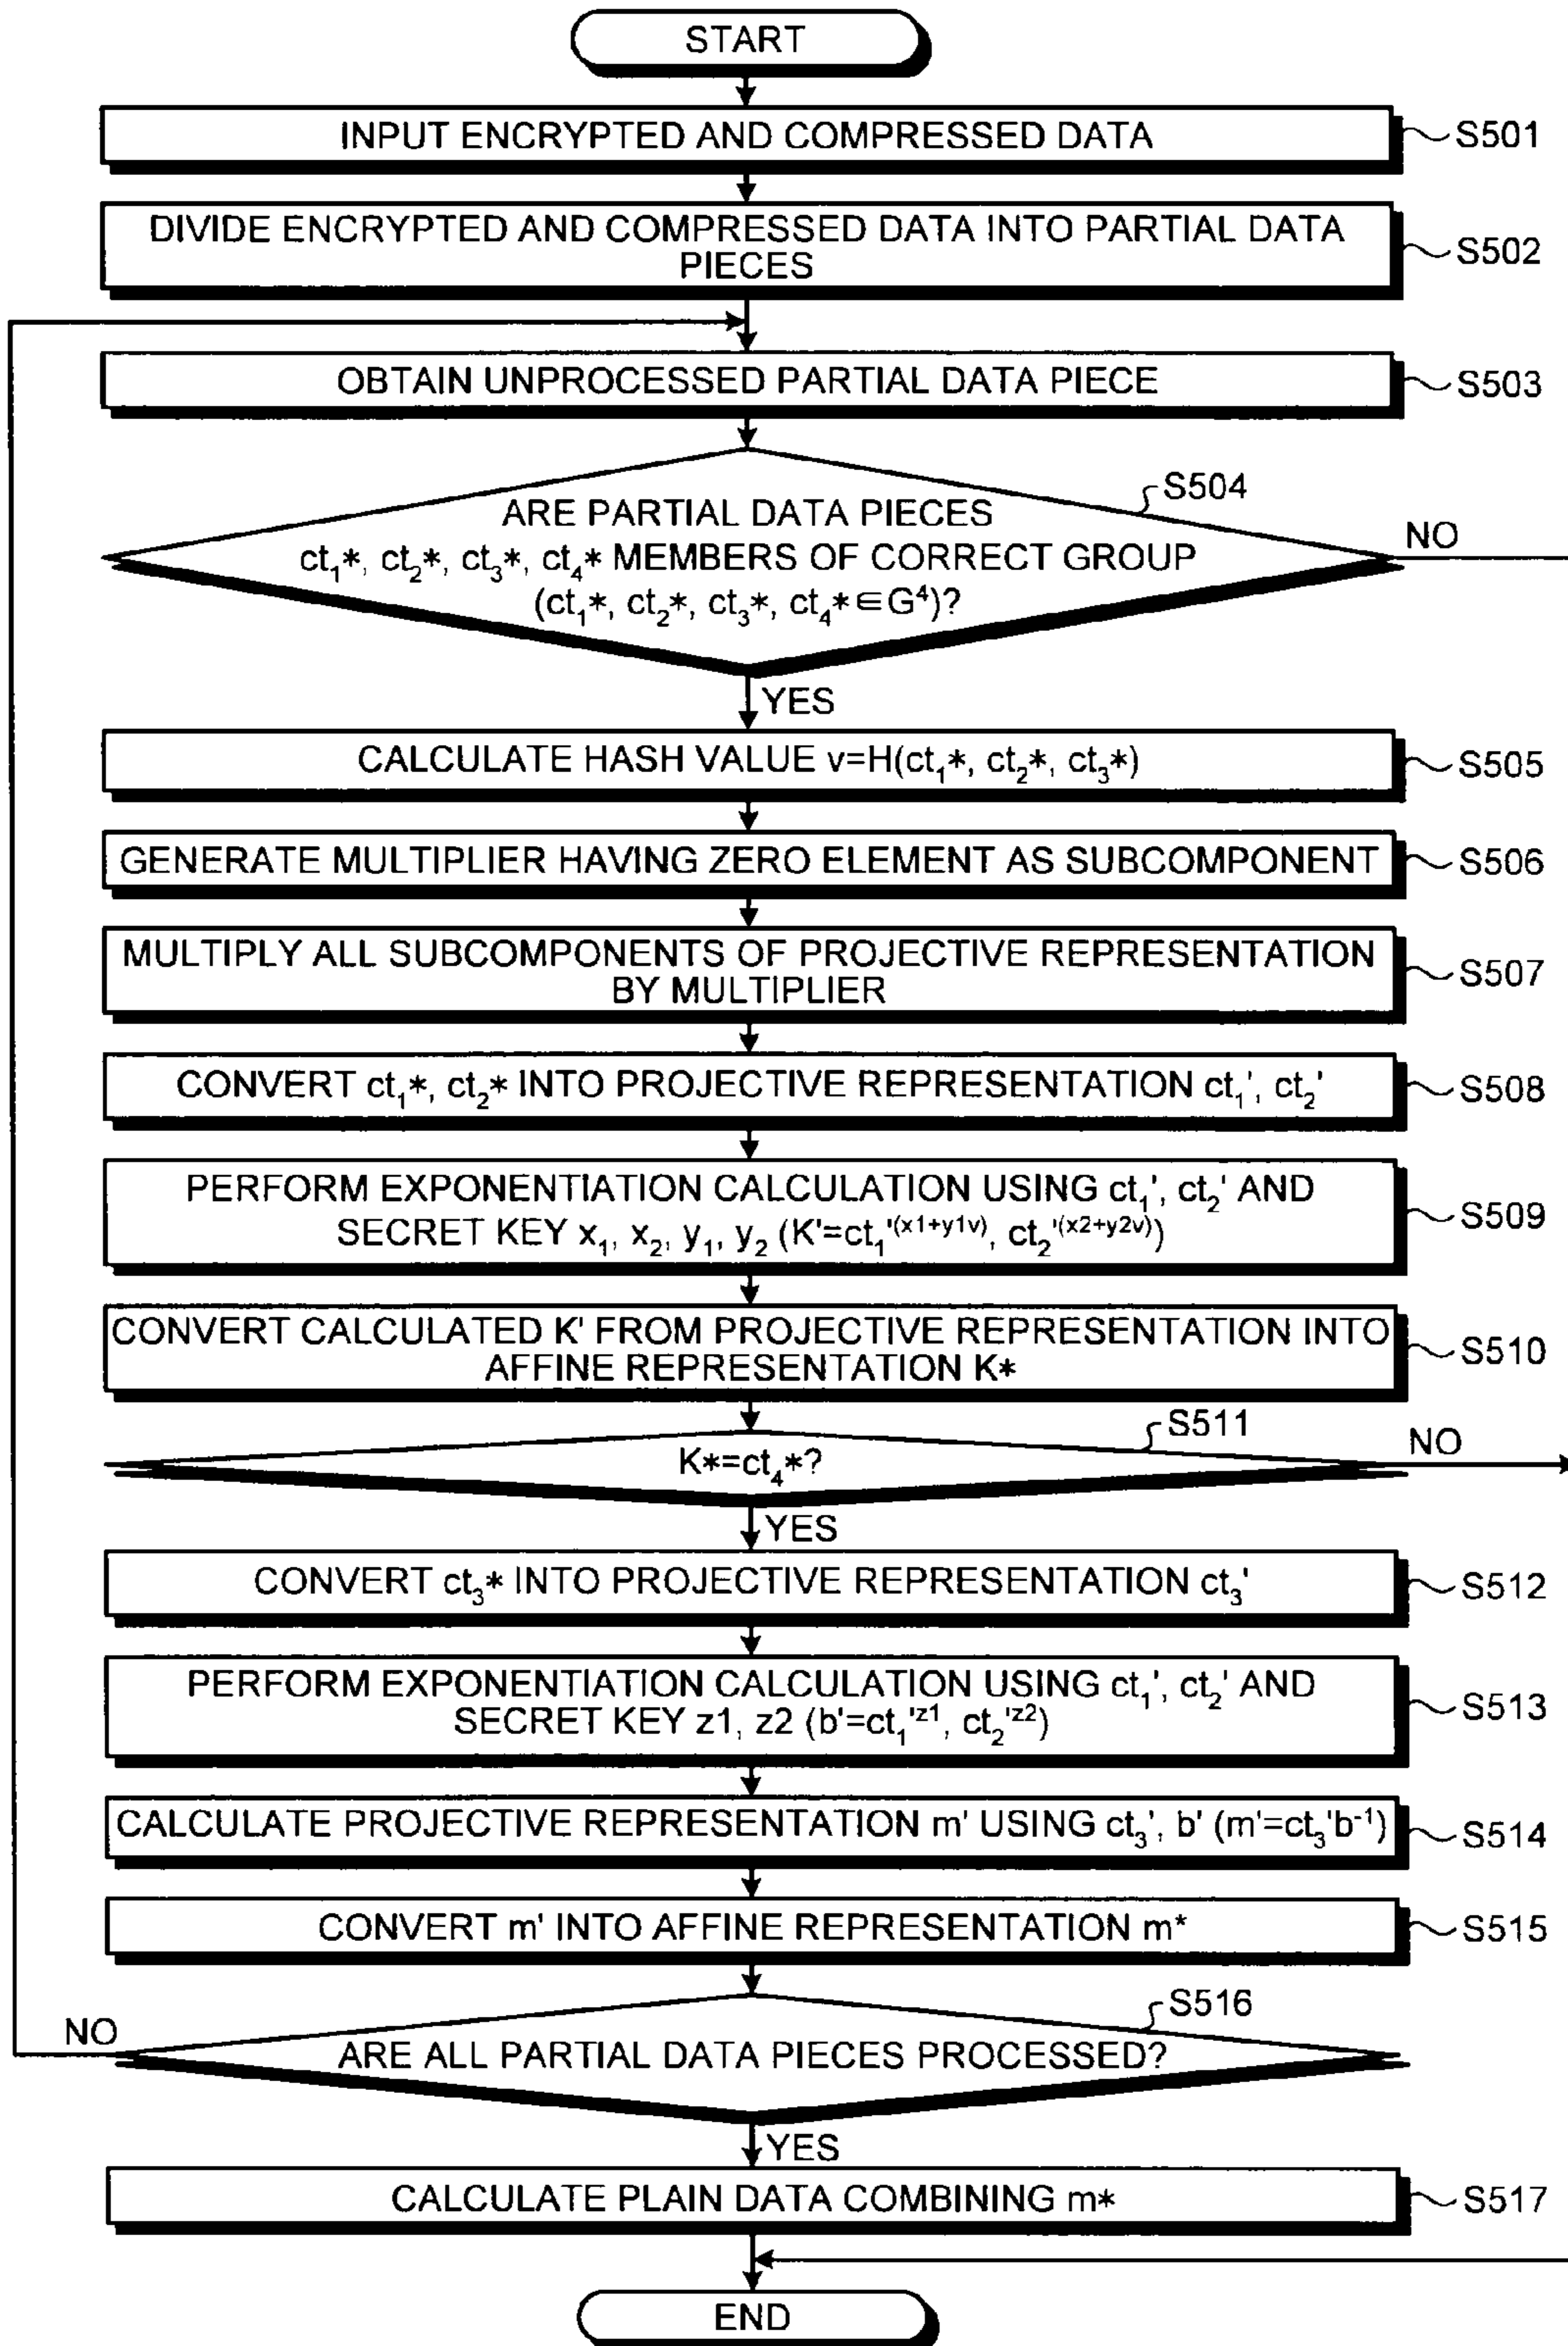 START
INPUT ENCRYPTED AND COMPRESSED DATA
S501
DIVIDE ENCRYPTED AND COMPRESSED DATA INTO PARTIAL DATA
PIECES
S502
OBTAIN UNPROCESSED PARTIAL DATA PIECE
S503
S504
ARE PARTIAL DATA PIECES
ct₁*, ct₂*, ct₃*, ct₄* MEMBERS OF CORRECT GROUP
(ct₁*, ct₂*, ct₃*, ct₄*∈G⁴)?
NO
YES
CALCULATE HASH VALUE v=H(ct₁*, ct₂*, ct₃*)
S505
GENERATE MULTIPLIER HAVING ZERO ELEMENT AS SUBCOMPONENT
S506
MULTIPLY ALL SUBCOMPONENTS OF PROJECTIVE REPRESENTATION
BY MULTIPLIER
S507
CONVERT ct₁*, ct₂* INTO PROJECTIVE REPRESENTATION ct₁', ct₂'
S508
PERFORM EXPONENTIATION CALCULATION USING ct₁', ct₂' AND
SECRET KEY x₁, x₂, y₁, y₂ (K'=ct₁'^(x1+y1v), ct₂'^(x2+y2v))
S509
CONVERT CALCULATED K' FROM PROJECTIVE REPRESENTATION INTO
AFFINE REPRESENTATION K*
S510
S511
K*=ct₄*?
NO
YES
CONVERT ct₃* INTO PROJECTIVE REPRESENTATION ct₃'
S512
PERFORM EXPONENTIATION CALCULATION USING ct₁', ct₂' AND
SECRET KEY z1, z2 (b'=ct₁'^z1, ct₂'^z2)
S513
CALCULATE PROJECTIVE REPRESENTATION m' USING ct₃', b' (m'=ct₃'b⁻¹)
S514
CONVERT m' INTO AFFINE REPRESENTATION m*
S515
S516
NO
ARE ALL PARTIAL DATA PIECES PROCESSED?
YES
CALCULATE PLAIN DATA COMBINING m*
S517
END